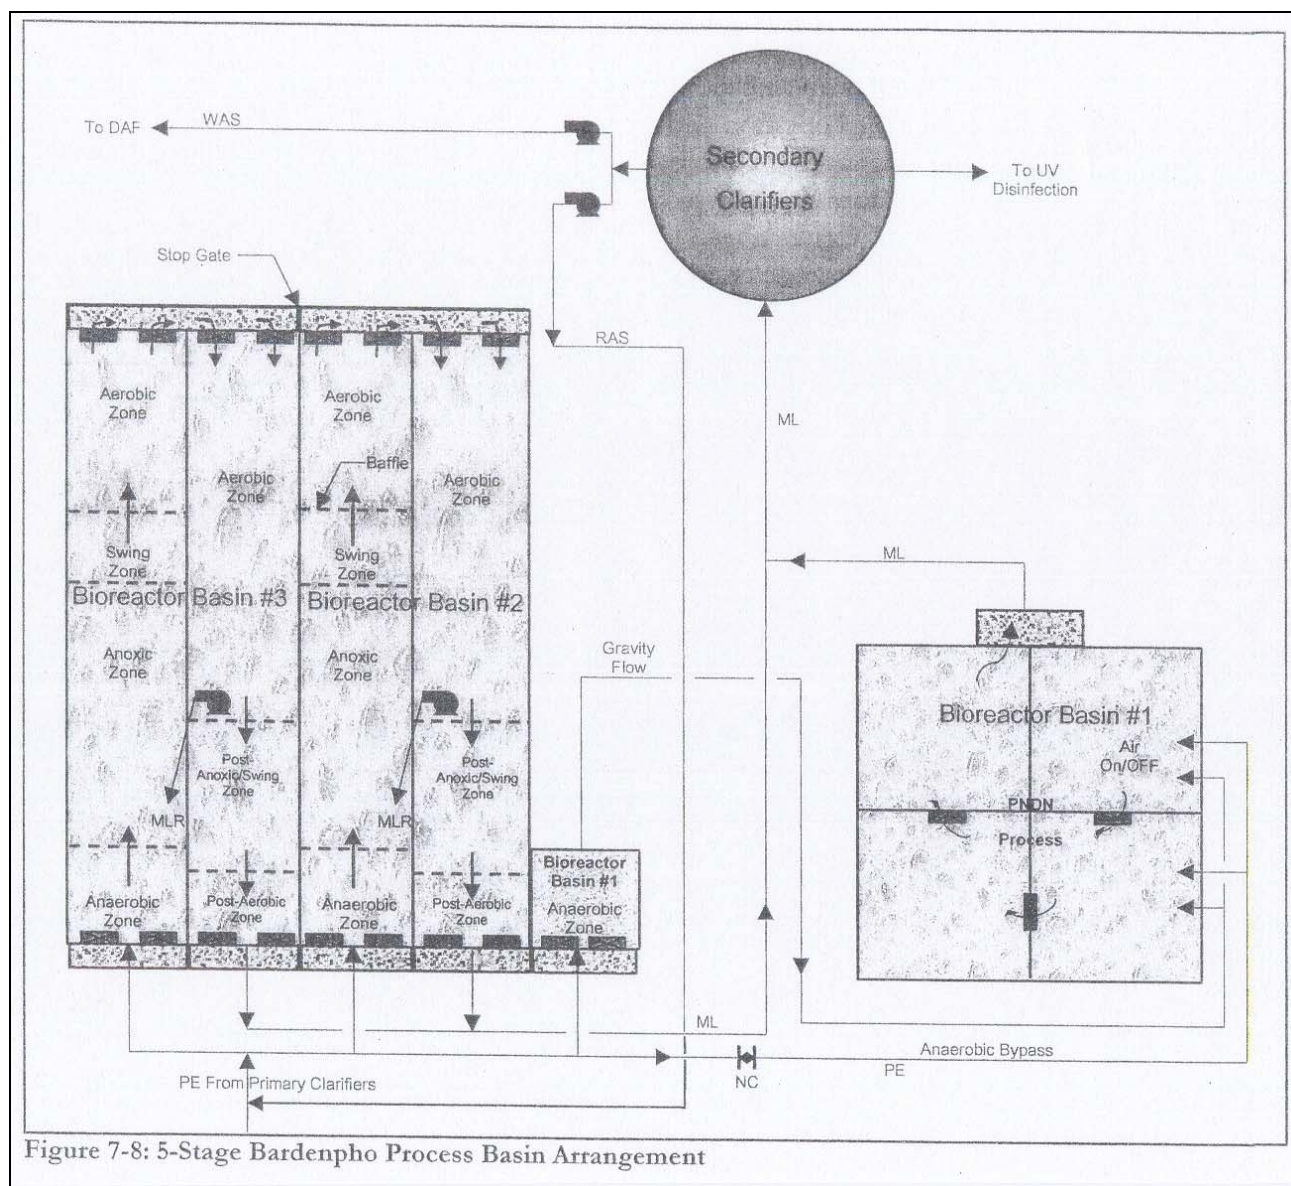 To DAF
WAS
Secondary
Clarifiers
To UV
Disinfection
Stop Gate
RAS
Aerobic
Zone
Aerobic
Zone
ML
Baffle
Aerobic
Zone
Aerobic
Zone
Swing
Zone
Swing
Zone
ML
Bioreactor Basin #3
Bioreactor Basin #2
Anoxic
Zone
Anoxic
Zone
Gravity
Flow
Bioreactor Basin #1
Air
On/OFF
Post-
Anoxic/Swing
Zone
Post-
Anoxic/Swing
Zone
MLR
MLR
PNDN
Process
Bioreactor
Basin #1
Anaerobic
Zone
Post-Aerobic
Zone
Anaerobic
Zone
Post-Aerobic
Zone
Anaerobic
Zone
ML
Anaerobic Bypass
PE
NC
PE From Primary Clarifiers
Figure 7-8: 5-Stage Bardenpho Process Basin Arrangement